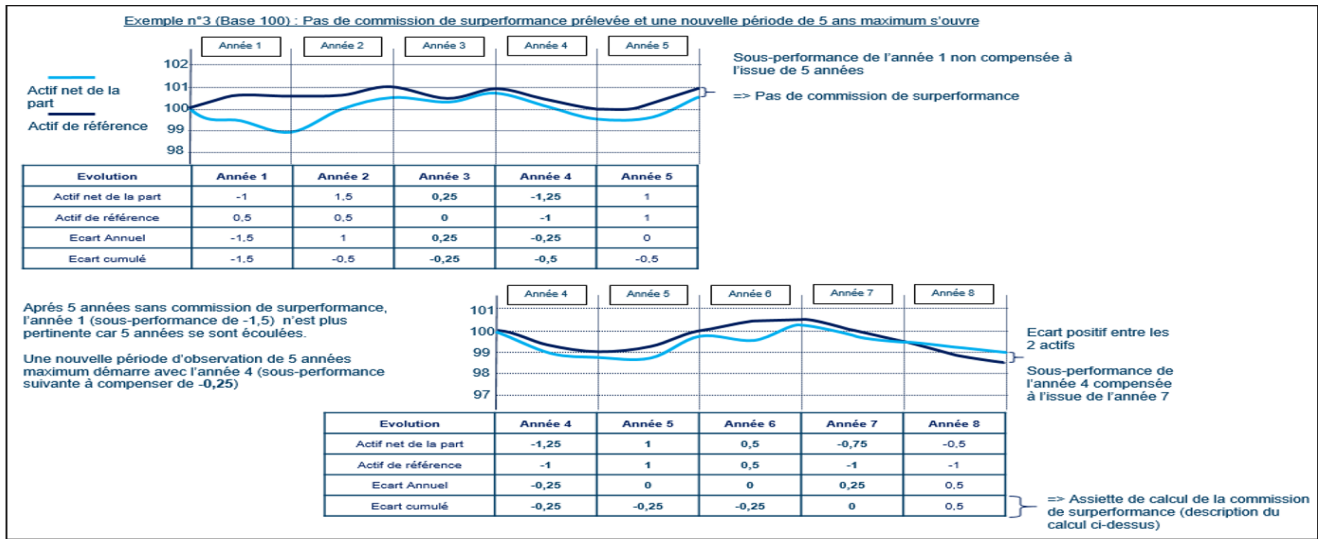 Exemple n°3 (Base 100) : Pas de commission de surperformance prélevée et une nouvelle période de 5 ans maximum s'ouvre
Année 1 Année 2 Année 3 Année 4 Année 5
102
101
100
99
98
Actif net de la
part
Actif de référence
Sous-performance de l'année 1 non compensée à
l'issue de 5 années
=> Pas de commission de surperformance
Evolution Année 1 Année 2 Année 3 Année 4 Année 5
Actif net de la part -1 1,5 0,25 -1,25 1
Actif de référence 0,5 0,5 0 -1 1
Ecart Annuel -1,5 1 0,25 -0,25 0
Ecart cumulé -1,5 -0,5 -0,25 -0,5 -0,5
Aprés 5 années sans commission de surperformance,
l'année 1 (sous-performance de -1,5) n'est plus
pertinente car 5 années se sont écoulées.
Une nouvelle période d'observation de 5 années
maximum démarre avec l'année 4 (sous-performance
suivante à compenser de -0,25)
Année 4 Année 5 Année 6 Année 7 Année 8
101
100
99
98
97
Ecart positif entre les
2 actifs
Sous-performance de
l'année 4 compensée
à l'issue de l'année 7
Evolution Année 4 Année 5 Année 6 Année 7 Année 8
Actif net de la part -1,25 1 0,5 -0,75 -0,5
Actif de référence -1 1 0,5 -1 -1
Ecart Annuel -0,25 0 0 0,25 0,5
Ecart cumulé -0,25 -0,25 -0,25 0 0,5
=> Assiette de calcul de la commission
de surperformance (description du
calcul ci-dessus)